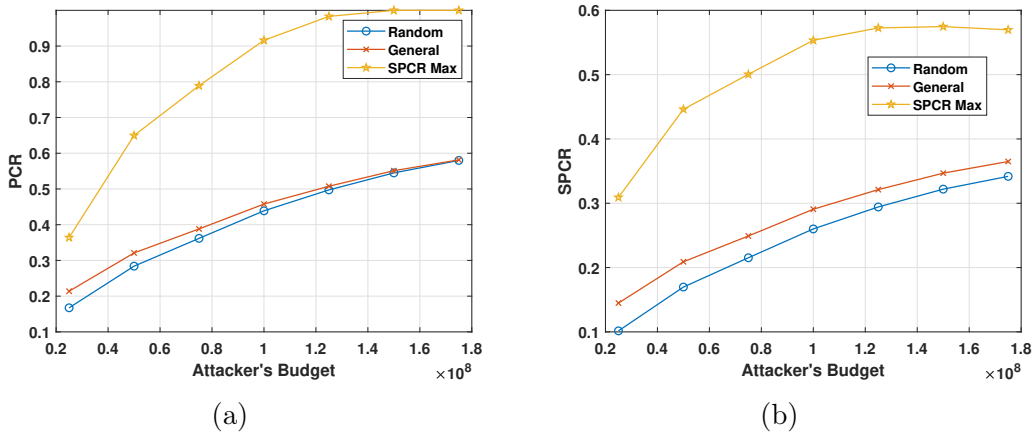 PCR
0.9
0.8
0.7
0.6
0.5
0.4
0.3
0.2
0.1
Random
General
SPCR Max
0.2 0.4 0.6 0.8 1 1.2 1.4 1.6 1.8
Attacker's Budget ×10^8
(a)
SPCR
0.6
0.5
0.4
0.3
0.2
0.1
Random
General
SPCR Max
0.2 0.4 0.6 0.8 1 1.2 1.4 1.6 1.8
Attacker's Budget ×10^8
(b)